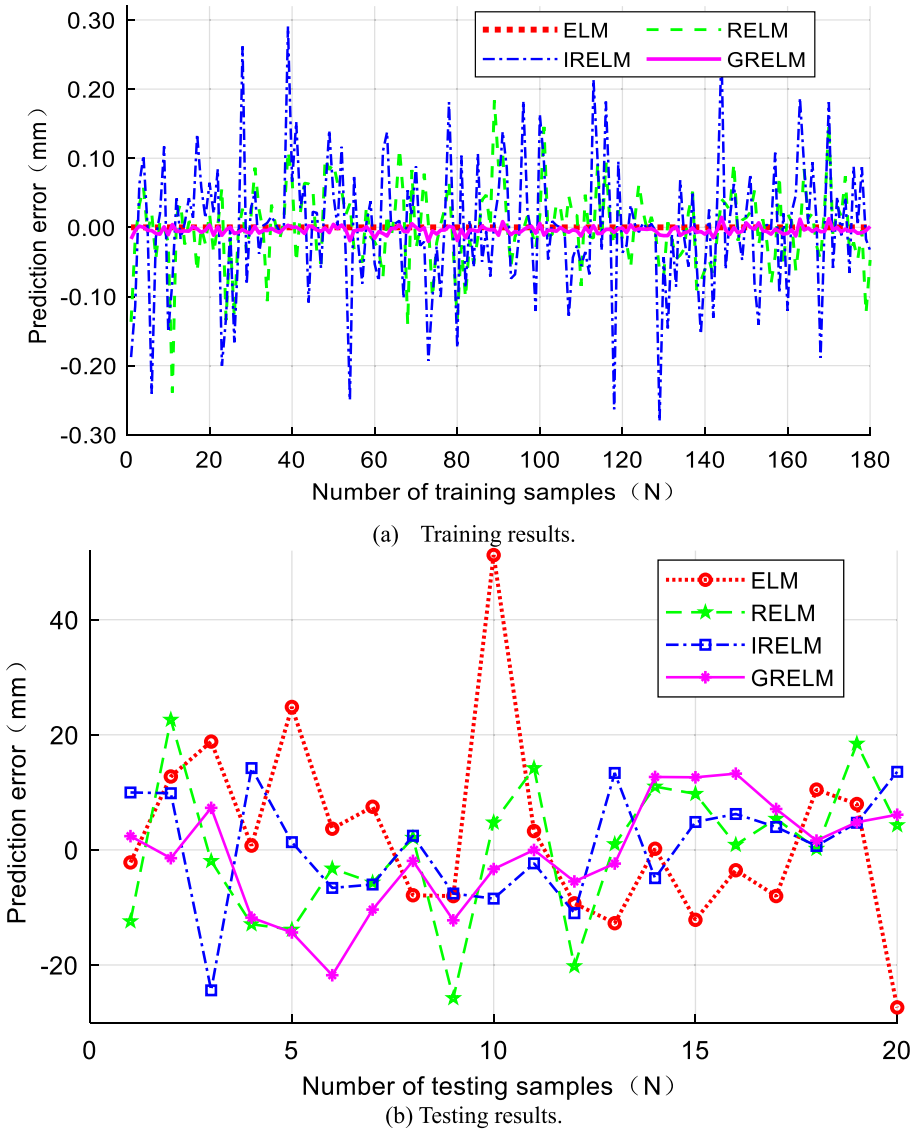 0.30
0.20
0.10
0.00
-0.10
-0.20
-0.30
Prediction error（mm）
ELM
RELM
IRELM
GRELM
0 20 40 60 80 100 120 140 160 180
Number of training samples（N）
(a) Training results.
40
20
0
-20
Prediction error（mm）
ELM
RELM
IRELM
GRELM
0 5 10 15 20
Number of testing samples（N）
(b) Testing results.